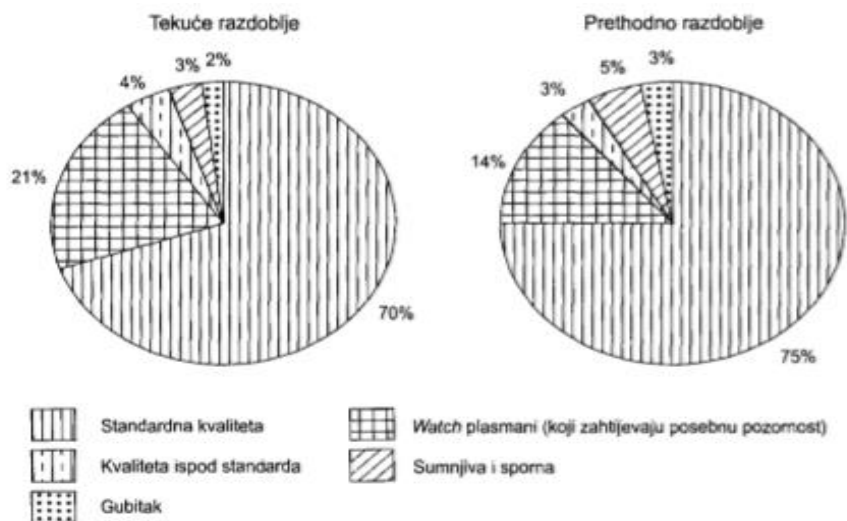 Tekuće razdoblje
Prethodno razdoblje
4%
3%
2%
21%
70%
3%
5%
3%
14%
75%
Standardna kvaliteta
Watch plasmani (koji zahtijevaju posebnu pozornost)
Kvaliteta ispod standarda
Sumnjiva i sporna
Gubitak